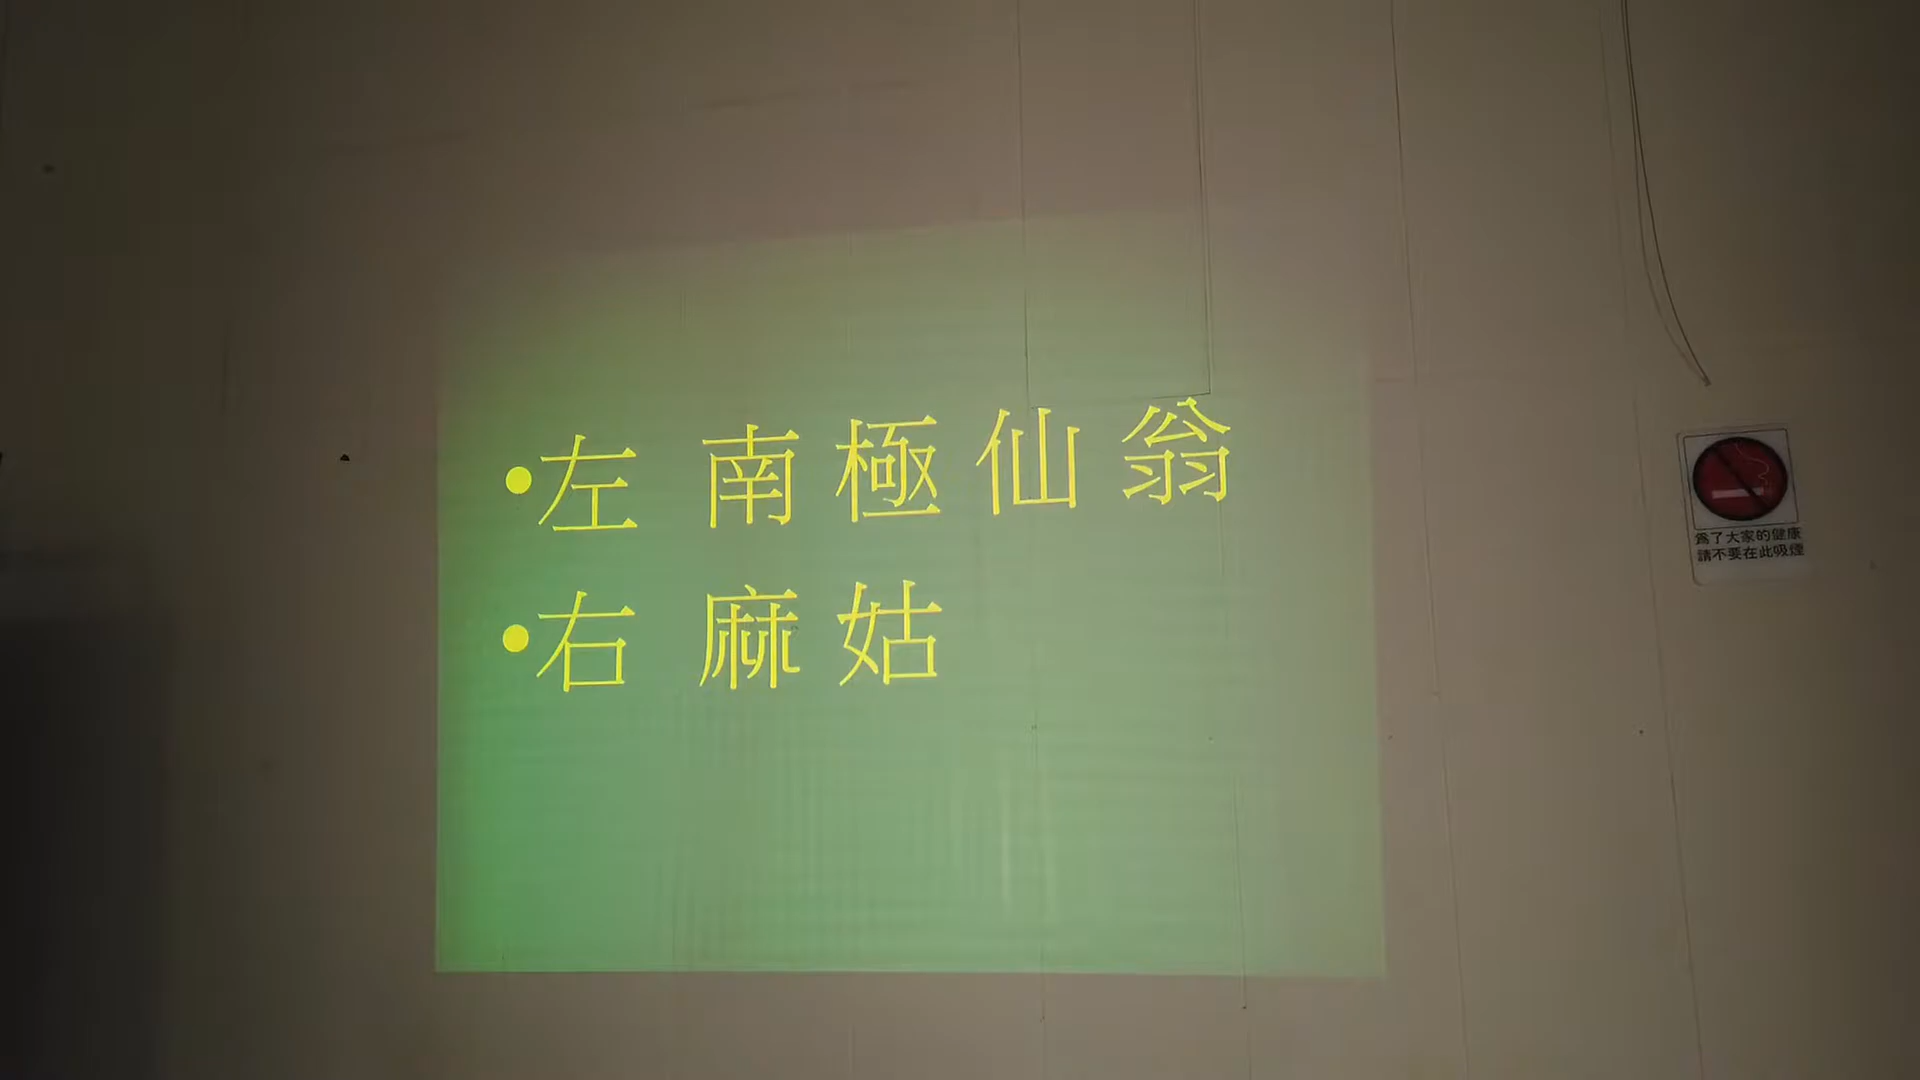 •左 南極仙翁
•右 麻姑
為了大家的健康
請不要在此吸煙